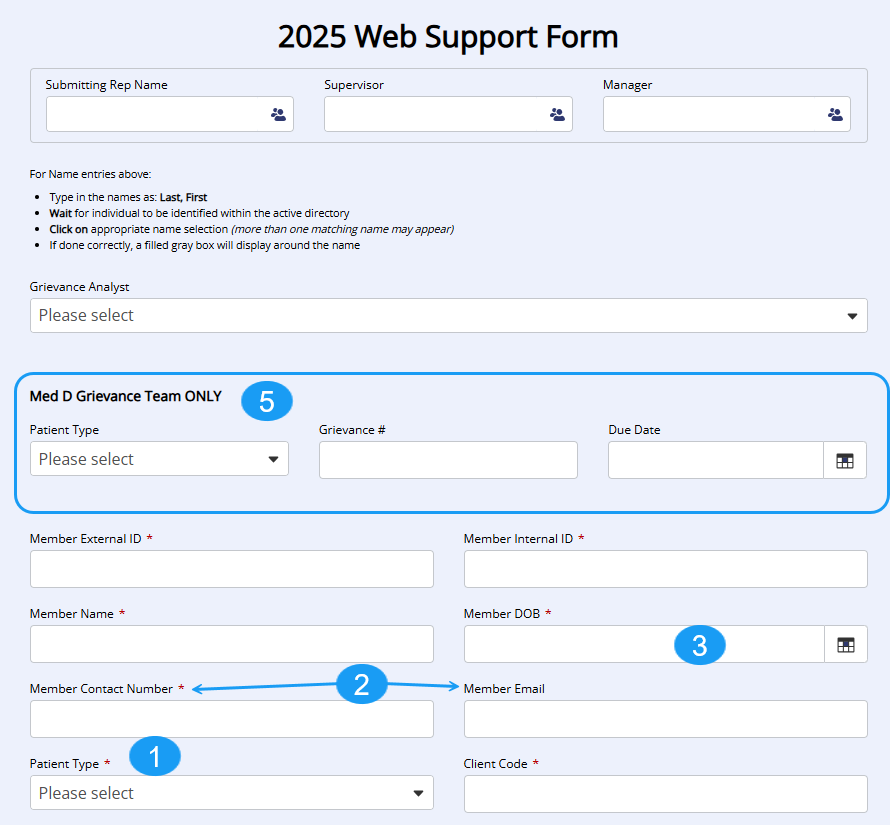 2025 Web Support Form
Submitting Rep Name
Supervisor
Manager
For Name entries above:
• Type in the names as: Last, First
• Wait for individual to be identified within the active directory
• Click on appropriate name selection (more than one matching name may appear)
• If done correctly, a filled gray box will display around the name
Grievance Analyst
Please select
Med D Grievance Team ONLY 5
Patient Type
Grievance #
Due Date
Please select
Member External ID *
Member Internal ID *
Member Name *
Member DOB *
3
Member Contact Number *
2
Member Email
Patient Type *
1
Client Code *
Please select